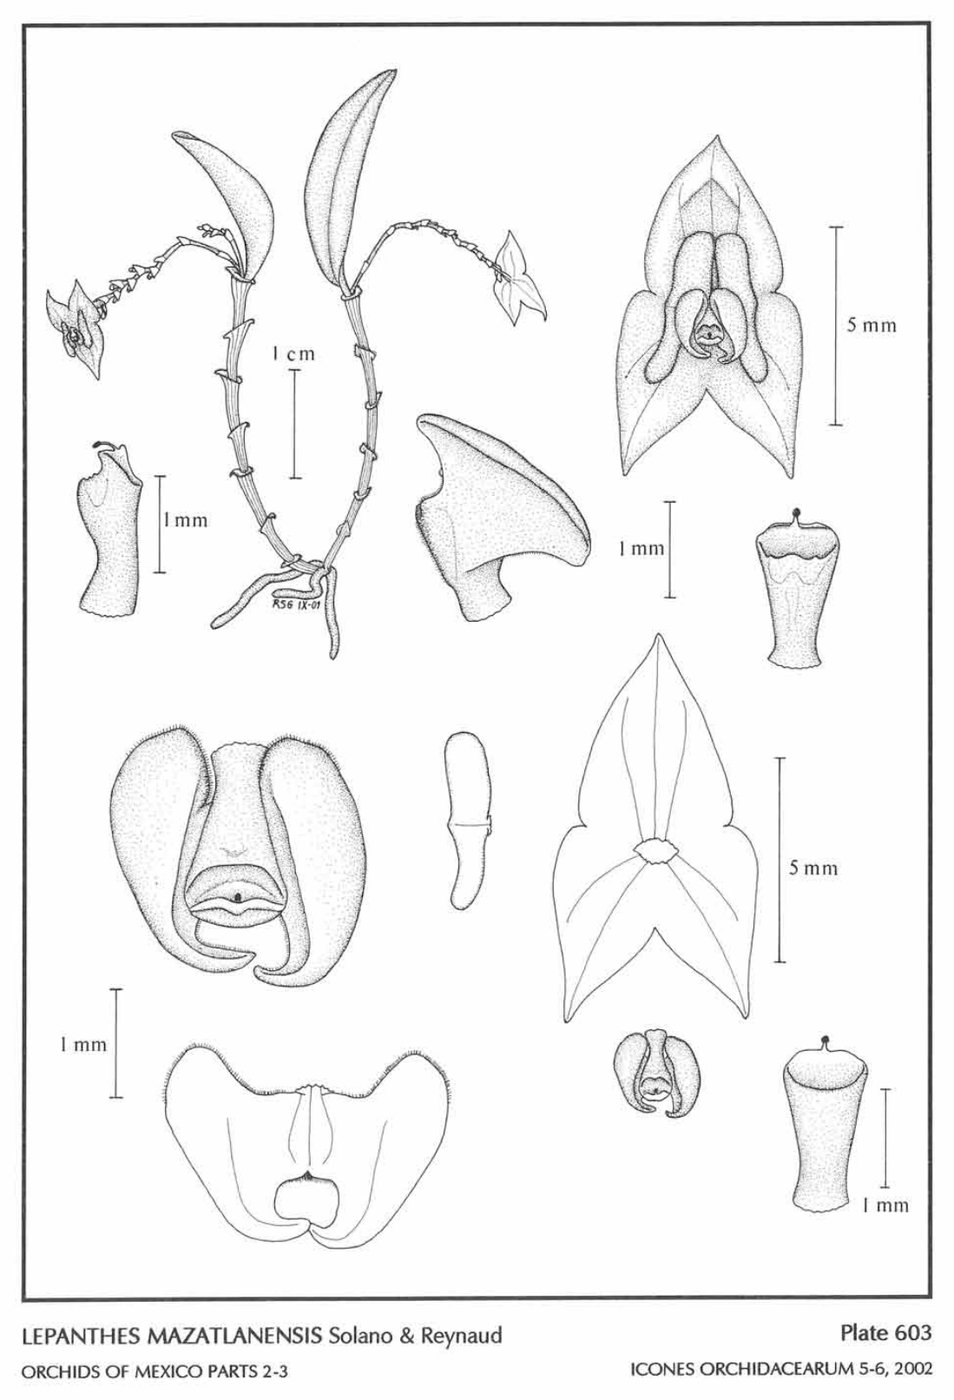 1 cm
5 mm
1 mm
1 mm
RSG IX-01
5 mm
1 mm
1 mm
LEPANTHES MAZATLANENSIS Solano & Reynaud
Plate 603
ORCHIDS OF MEXICO PARTS 2-3
ICONES ORCHIDACEARUM 5-6, 2002